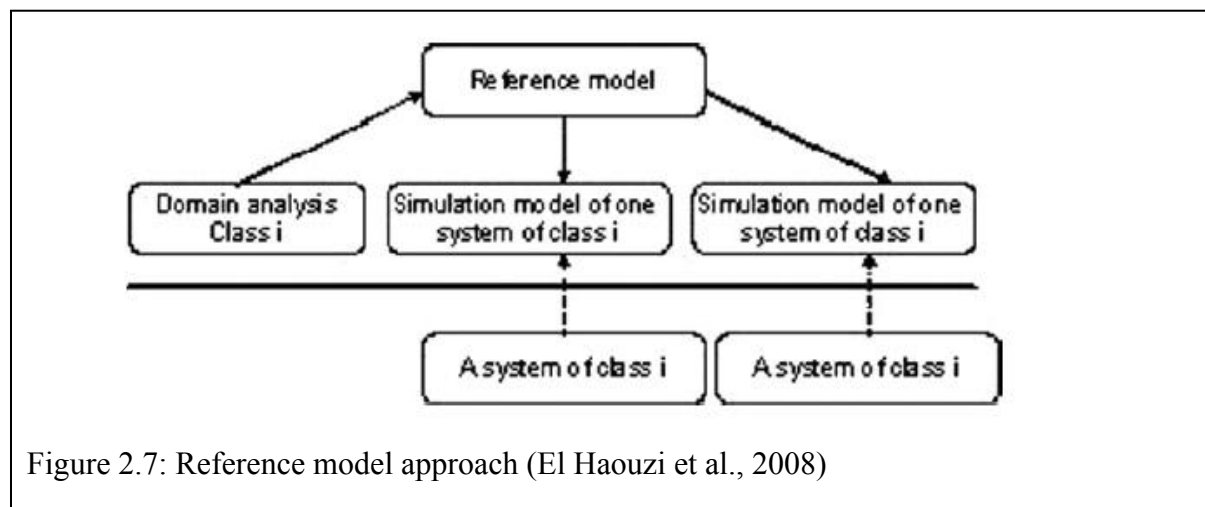 Reference model
Domain analysis
Class i
Simulation model of one
system of class i
Simulation model of one
system of class i
A system of class i
A system of class i
Figure 2.7: Reference model approach (El Haouzi et al., 2008)